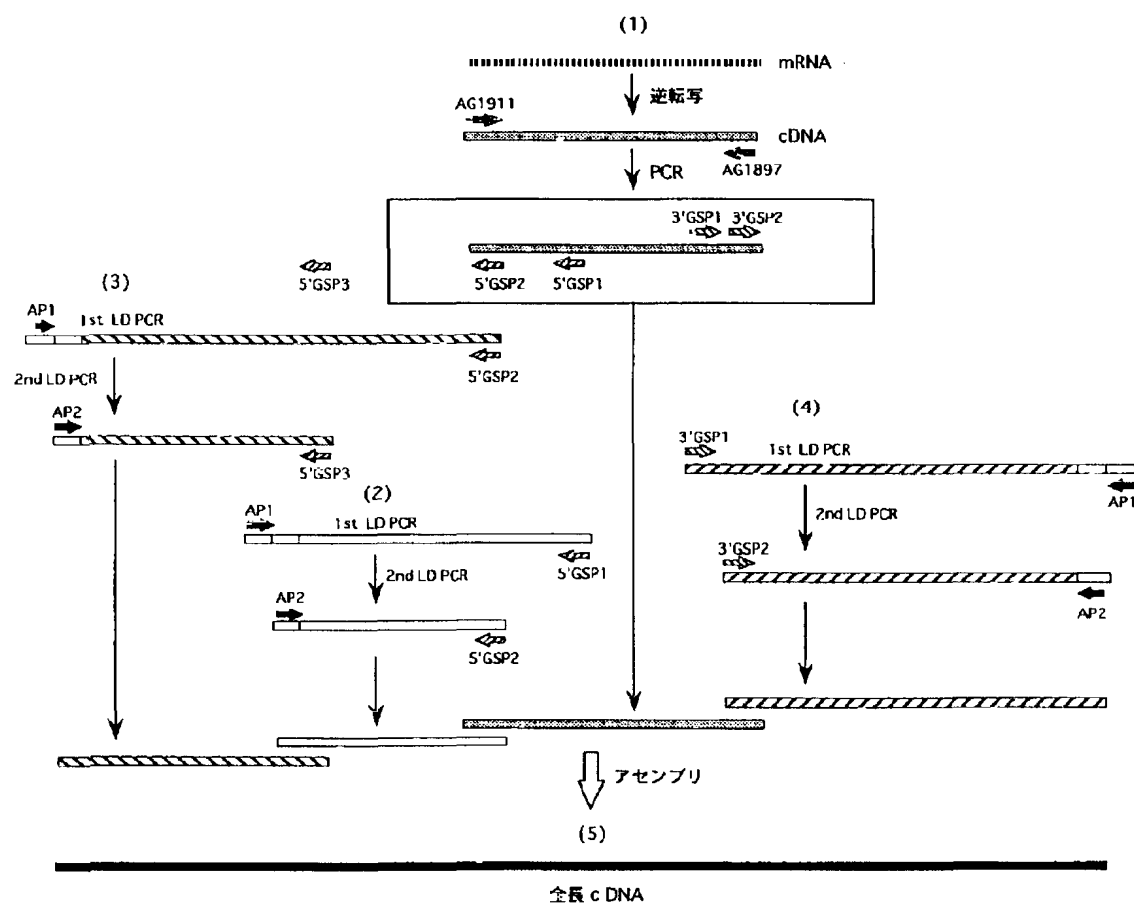 (1)
mRNA
逆転写
AG1911
cDNA
PCR
AG1897
3'GSP1 3'GSP2
5'GSP2 5'GSP1
5'GSP3
(3)
AP1
1st LD PCR
5'GSP2
2nd LD PCR
AP2
5'GSP3
(4)
3'GSP1
1st LD PCR
AP1
2nd LD PCR
3'GSP2
AP2
(2)
AP1
1st LD PCR
5'GSP1
2nd LD PCR
AP2
5'GSP2
アセンブリ
(5)
全長 c DNA